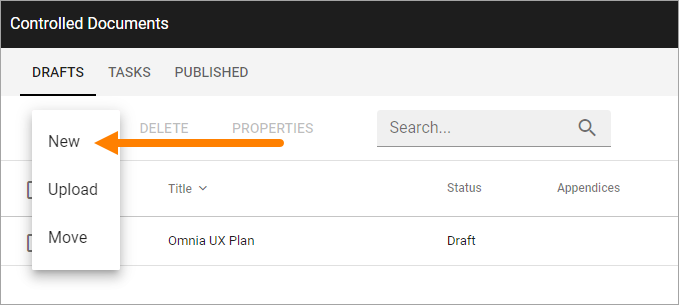 Controlled Documents
DRAFTS TASKS PUBLISHED
New DELETE PROPERTIES Search...
Upload Title Status Appendices
Move Omnia UX Plan Draft